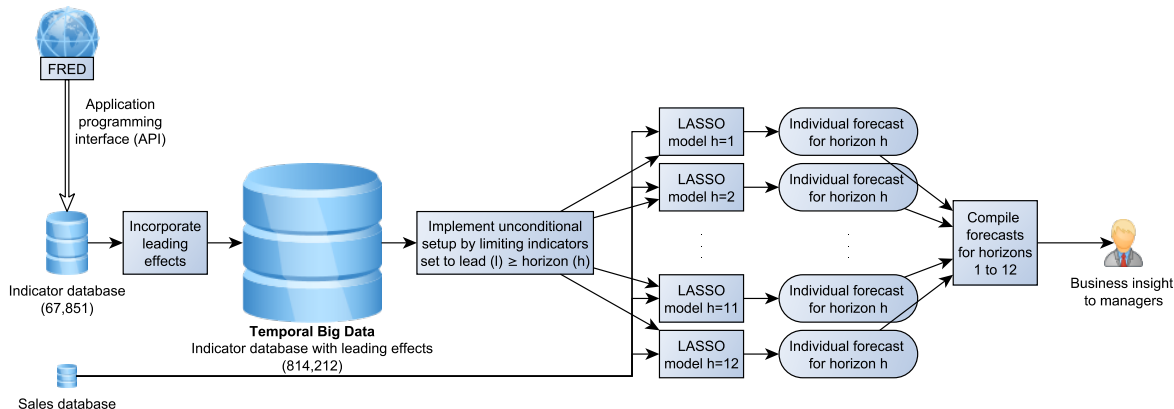 FRED
Application
programming
interface (API)
Indicator database
(67,851)
Incorporate
leading
effects
Temporal Big Data
Indicator database with leading effects
(814,212)
Sales database
Implement unconditional
setup by limiting indicators
set to lead (l) ≥ horizon (h)
LASSO
model h=1
Individual forecast
for horizon h
LASSO
model h=2
Individual forecast
for horizon h
LASSO
model h=11
Individual forecast
for horizon h
LASSO
model h=12
Individual forecast
for horizon h
Compile
forecasts
for horizons
1 to 12
Business insight
to managers